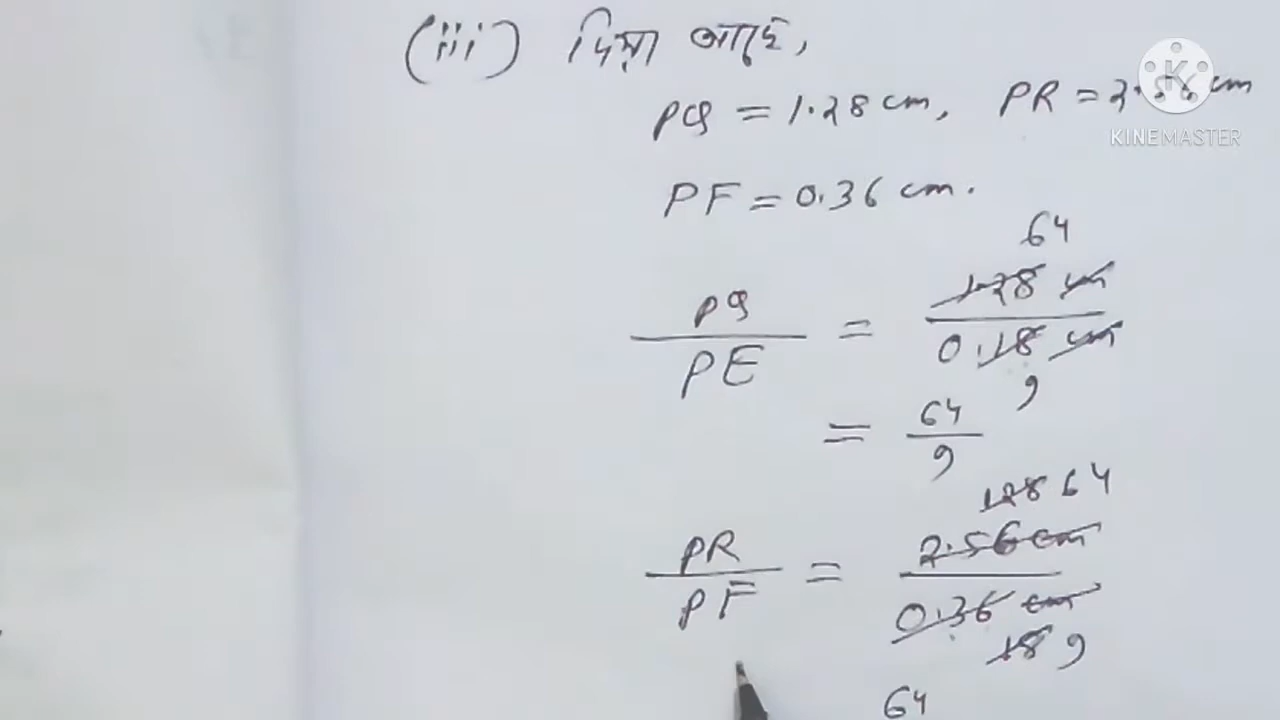 (iii) দিয়া আছে,
PQ = 1.28 cm, PR = 2.56 cm
KINEMASTER
PF = 0.36 cm.
64
PQ / PE = 1.28 cm / 0.18 cm
9
= 64 / 9
128 64
PR / PF = 2.56 cm / 0.36 cm
18 9
64